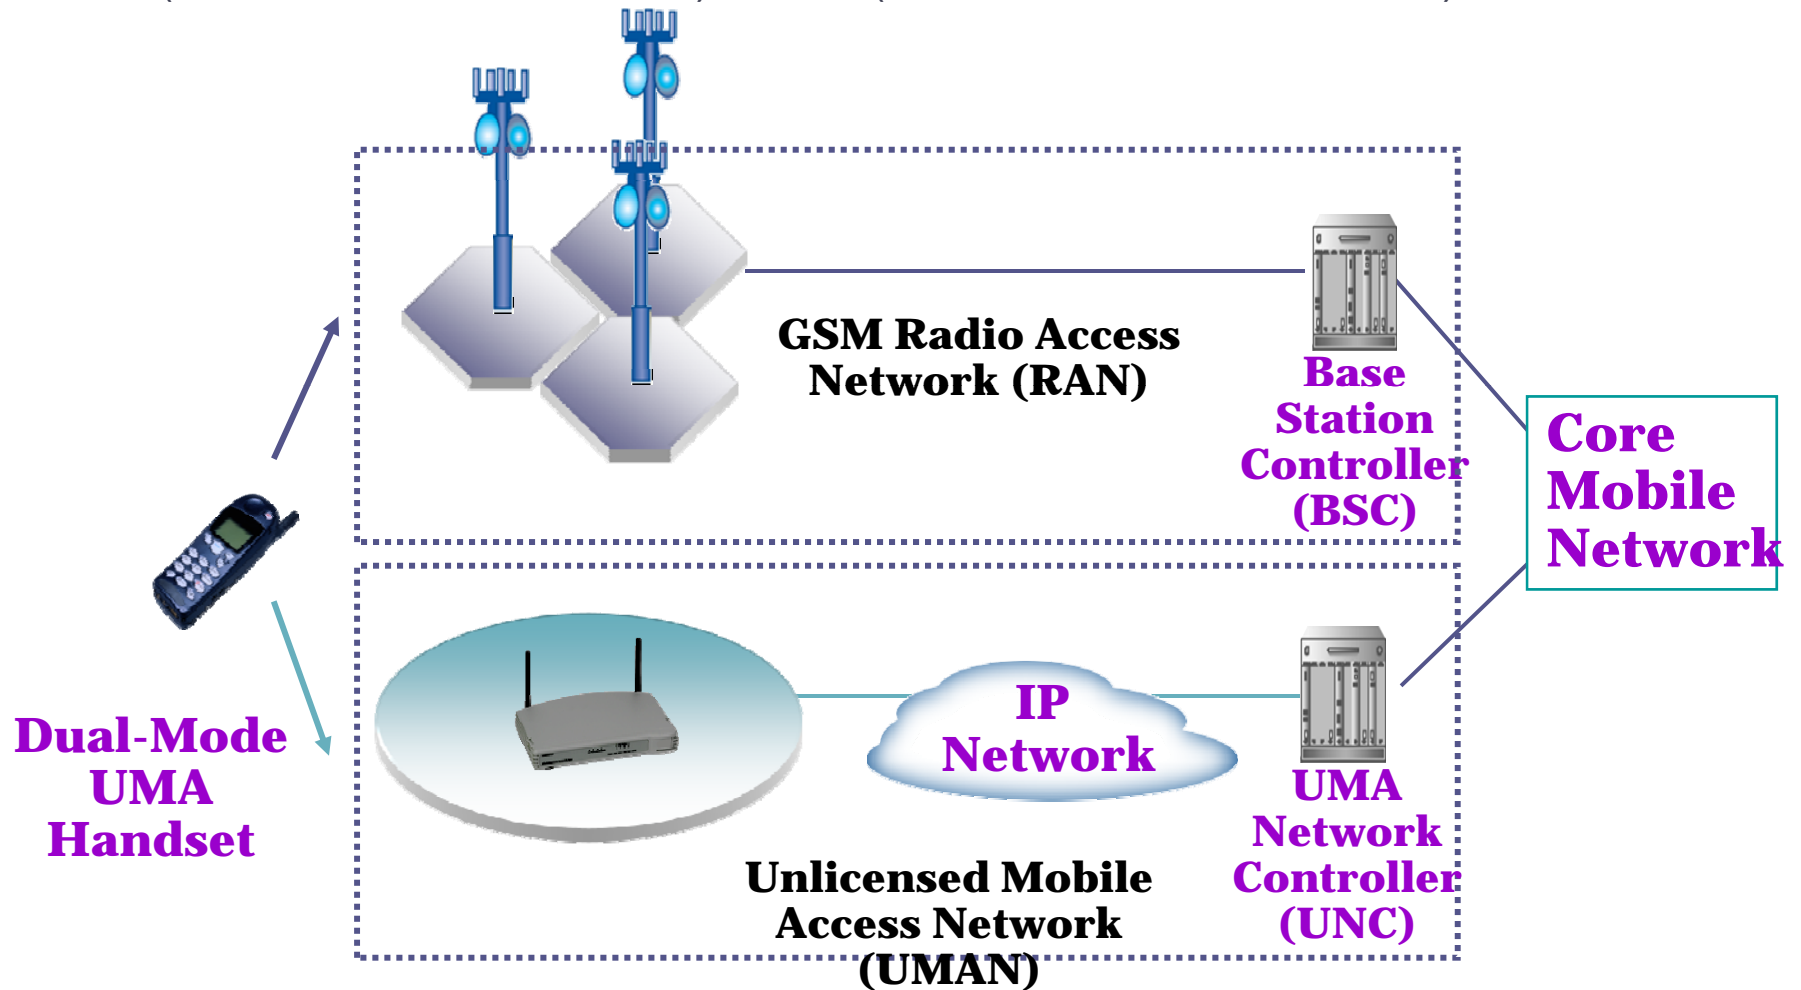 GSM Radio Access
Network (RAN)
Base
Station
Controller
(BSC)
Core
Mobile
Network
Dual-Mode
UMA
Handset
IP
Network
UMA
Network
Controller
(UNC)
Unlicensed Mobile
Access Network
(UMAN)